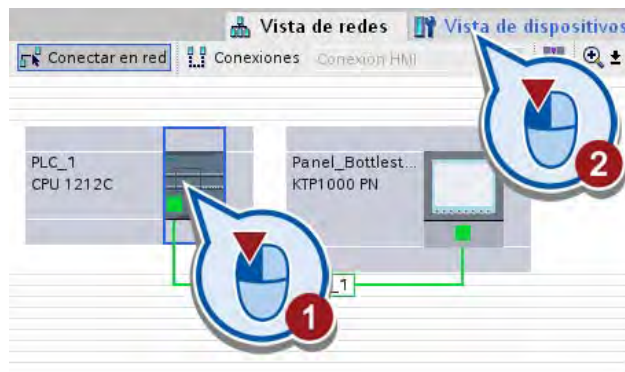 Vista de redes Vista de dispositivos
Conectar en red Conexiones Conexión HMI
PLC_1
CPU 1212C
Panel_Bottlest...
KTP1000 PN
_1
1
2